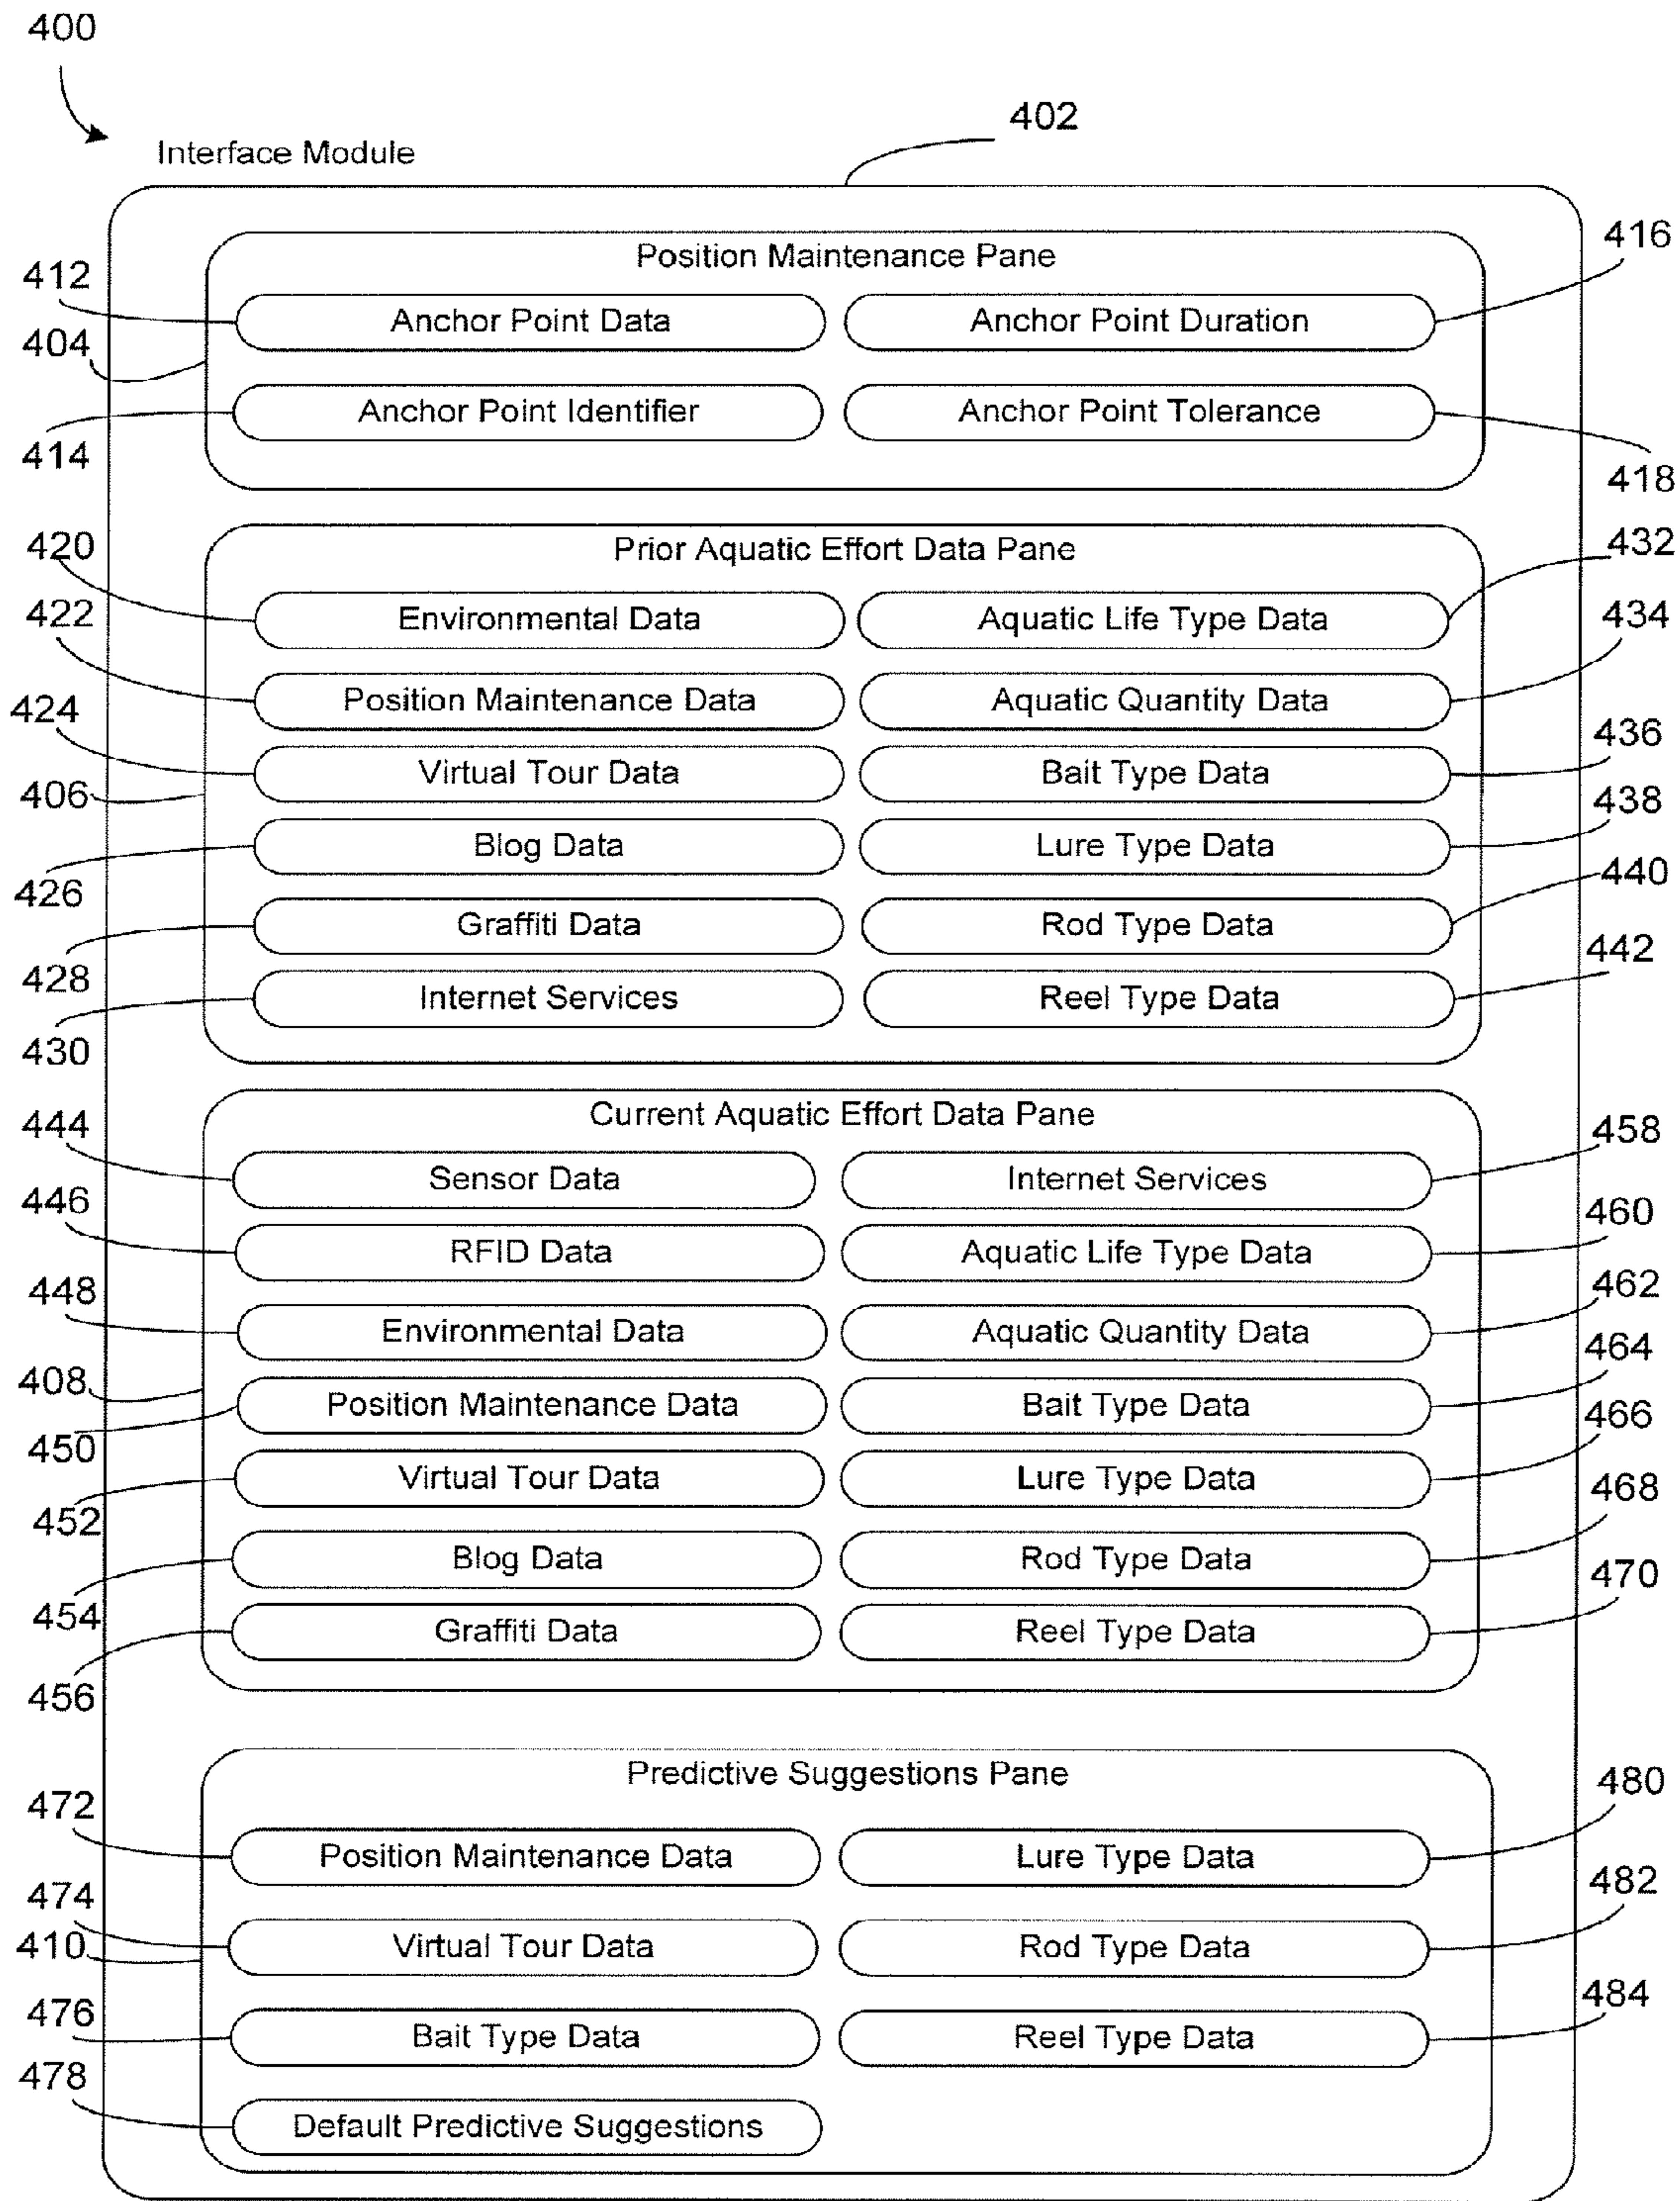 400
402
Interface Module
Position Maintenance Pane
416
412
Anchor Point Data
Anchor Point Duration
404
Anchor Point Identifier
Anchor Point Tolerance
414
418
420
Prior Aquatic Effort Data Pane
432
422
Environmental Data
Aquatic Life Type Data
434
424
Position Maintenance Data
Aquatic Quantity Data
436
Virtual Tour Data
Bait Type Data
406
438
Blog Data
Lure Type Data
426
440
Graffiti Data
Rod Type Data
428
442
Internet Services
Reel Type Data
430
Current Aquatic Effort Data Pane
444
458
Sensor Data
Internet Services
446
460
RFID Data
Aquatic Life Type Data
448
462
Environmental Data
Aquatic Quantity Data
464
408
Position Maintenance Data
Bait Type Data
466
450
Virtual Tour Data
Lure Type Data
468
452
Blog Data
Rod Type Data
470
454
Graffiti Data
Reel Type Data
456
Predictive Suggestions Pane
480
472
Position Maintenance Data
Lure Type Data
482
474
410
Virtual Tour Data
Rod Type Data
484
476
Bait Type Data
Reel Type Data
478
Default Predictive Suggestions